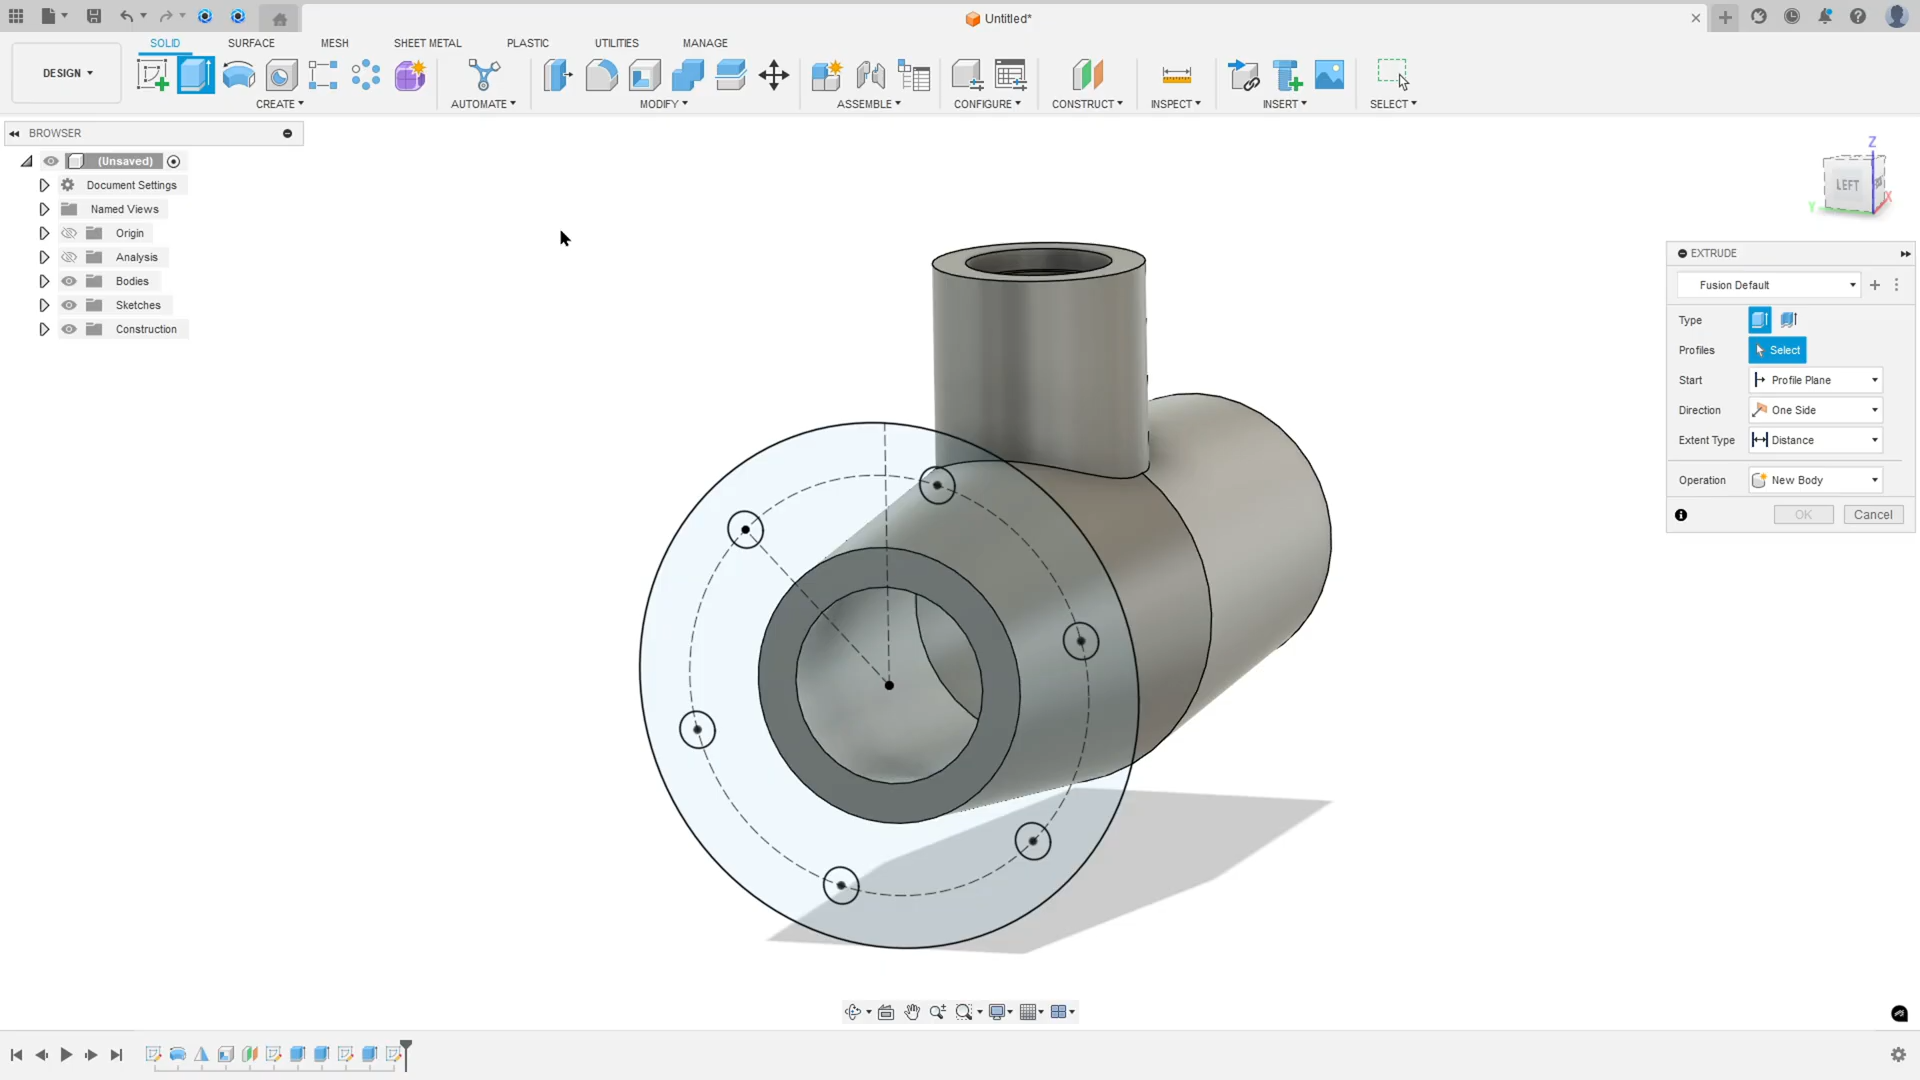 Untitled*
SOLID SURFACE MESH SHEET METAL PLASTIC UTILITIES MANAGE
DESIGN
CREATE AUTOMATE MODIFY ASSEMBLE CONFIGURE CONSTRUCT INSPECT INSERT SELECT
BROWSER
(Unsaved)
Document Settings
Named Views
Origin
Analysis
Bodies
Sketches
Construction
Z
LEFT
Y
X
EXTRUDE
Fusion Default
Type
Profiles Select
Start Profile Plane
Direction One Side
Extent Type Distance
Operation New Body
OK Cancel